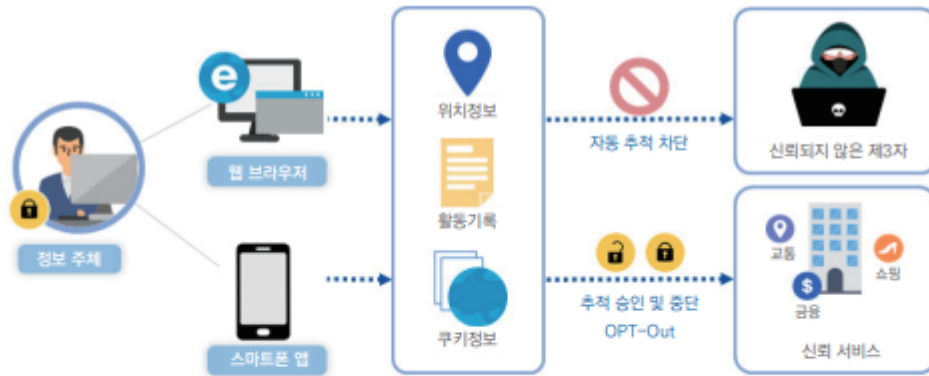 e
위치정보
자동 추적 차단
신뢰되지 않은 제3자
웹 브라우저
활동기록
정보 주체
교통
쇼핑
$
금융
추적 승인 및 중단
OPT-Out
쿠키정보
신뢰 서비스
스마트폰 앱